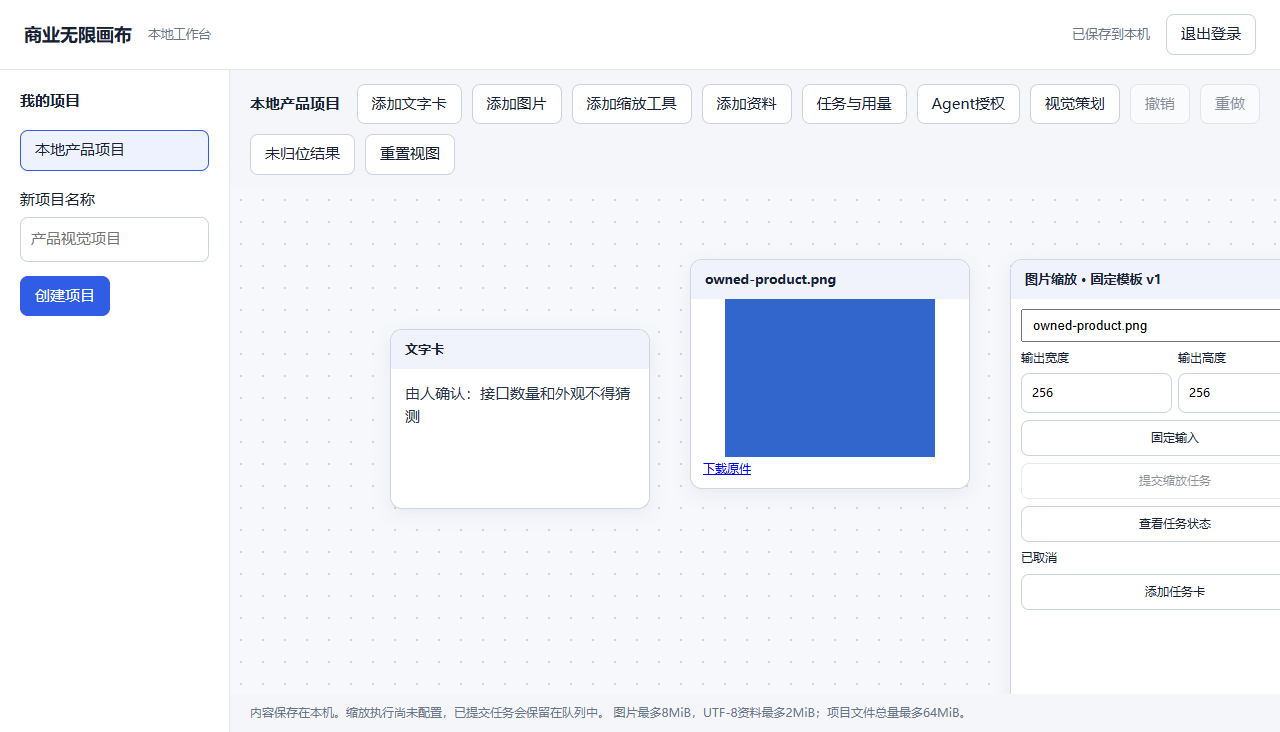 商业无限画布 本地工作台 已保存到本机 退出登录
我的项目
本地产品项目
新项目名称
产品视觉项目
创建项目
本地产品项目 添加文字卡 添加图片 添加缩放工具 添加资料 任务与用量 Agent授权 视觉策划 撤销 重做
未归位结果 重置视图
文字卡
由人确认：接口数量和外观不得猜
测
owned-product.png
下载原件
图片缩放 • 固定模板 v1
owned-product.png
输出宽度 输出高度
256 256
固定输入
提交缩放任务
查看任务状态
已取消
添加任务卡
内容保存在本机。缩放执行尚未配置，已提交任务会保留在队列中。 图片最多8MiB，UTF-8资料最多2MiB；项目文件总量最多64MiB。